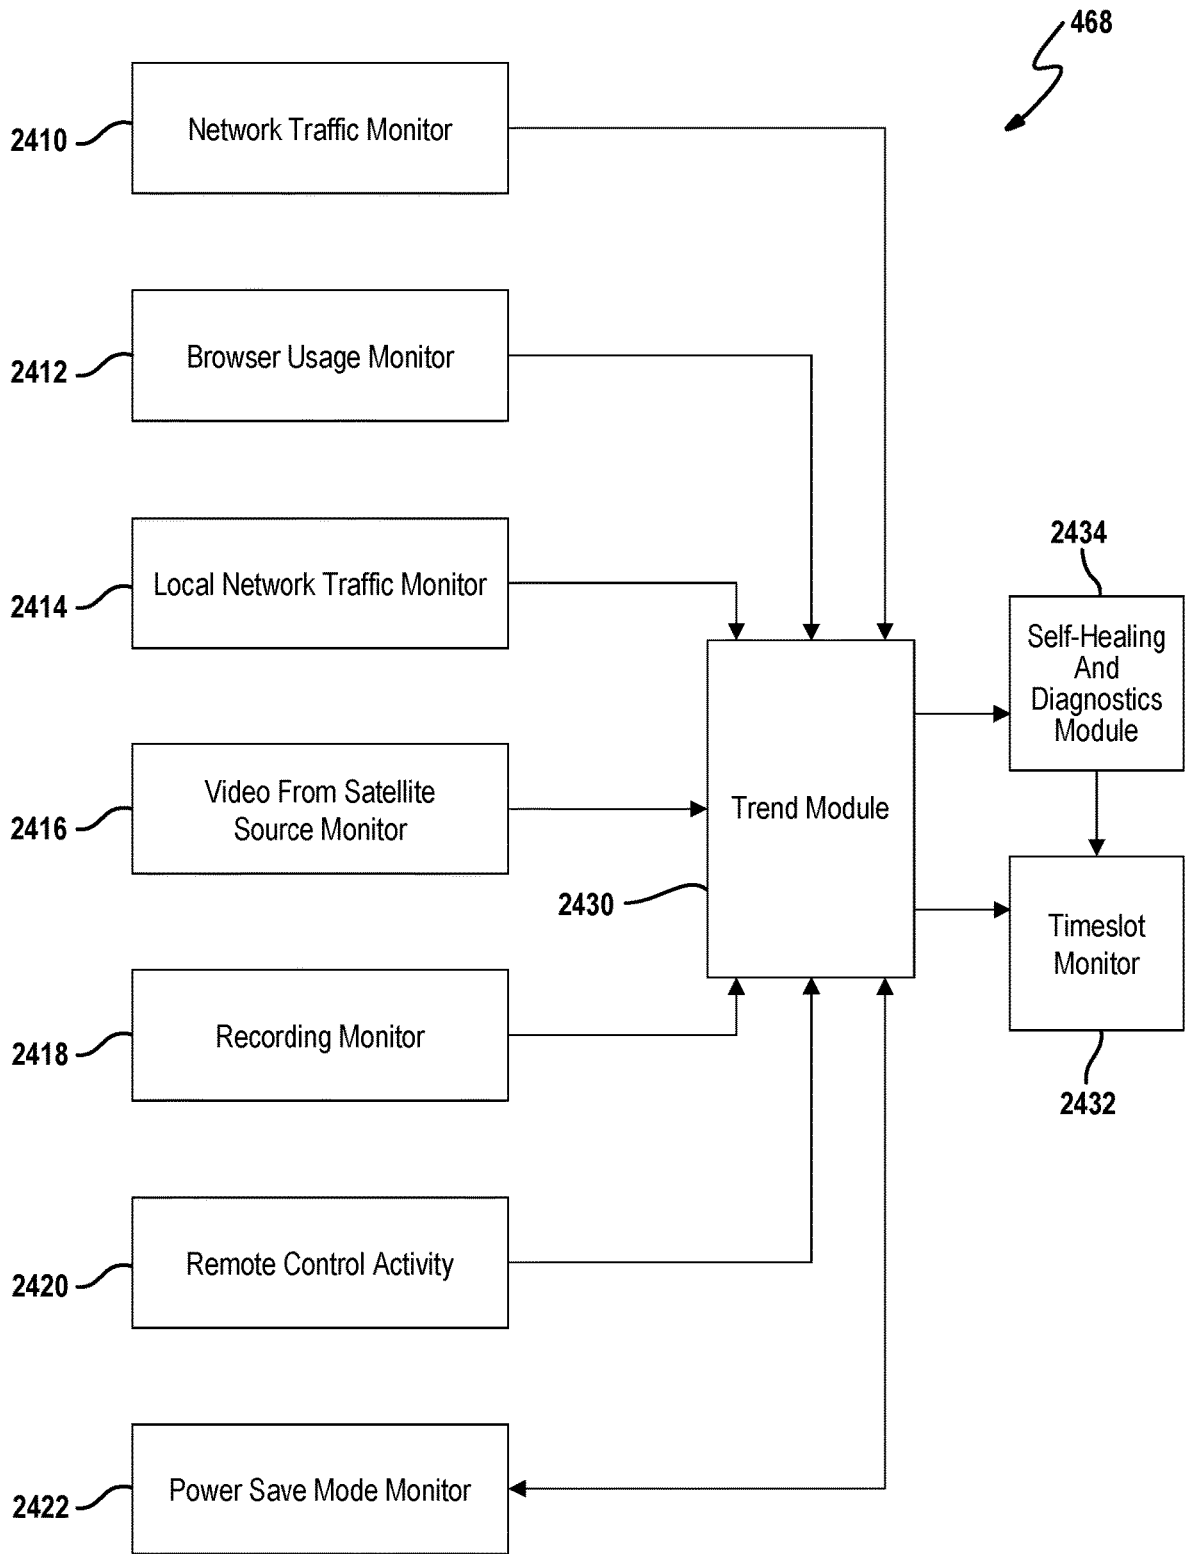 468
2410
Network Traffic Monitor
2412
Browser Usage Monitor
2414
Local Network Traffic Monitor
2434
Self-Healing
And
Diagnostics
Module
2416
Video From Satellite
Source Monitor
Trend Module
2430
Timeslot
Monitor
2432
2418
Recording Monitor
2420
Remote Control Activity
2422
Power Save Mode Monitor